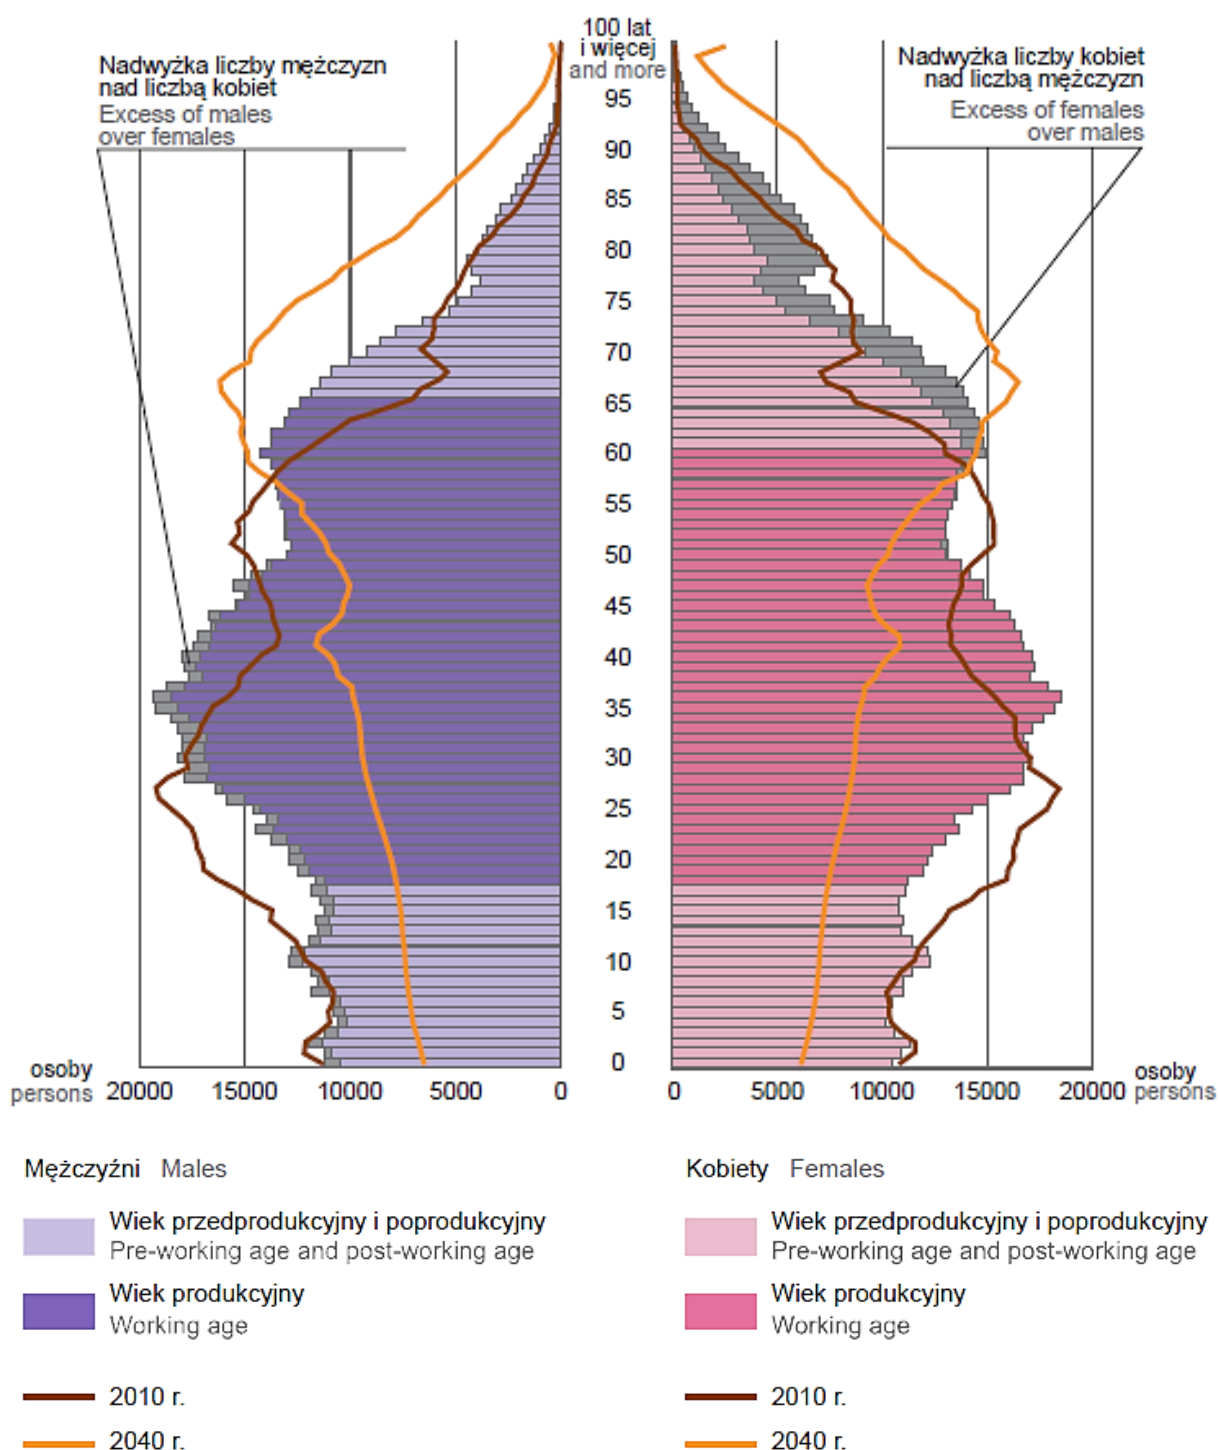 100 lat
i więcej
and more
Nadwyżka liczby mężczyzn
nad liczbą kobiet
Excess of males
over females
Nadwyżka liczby kobiet
nad liczbą mężczyzn
Excess of females
over males
95
90
85
80
75
70
65
60
55
50
45
40
35
30
25
20
15
10
5
0
osoby
persons
20000 15000 10000 5000 0
0 5000 10000 15000 20000
osoby
persons
Mężczyźni Males
Wiek przedprodukcyjny i poprodukcyjny
Pre-working age and post-working age
Wiek produkcyjny
Working age
2010 r.
2040 r.
Kobiety Females
Wiek przedprodukcyjny i poprodukcyjny
Pre-working age and post-working age
Wiek produkcyjny
Working age
2010 r.
2040 r.